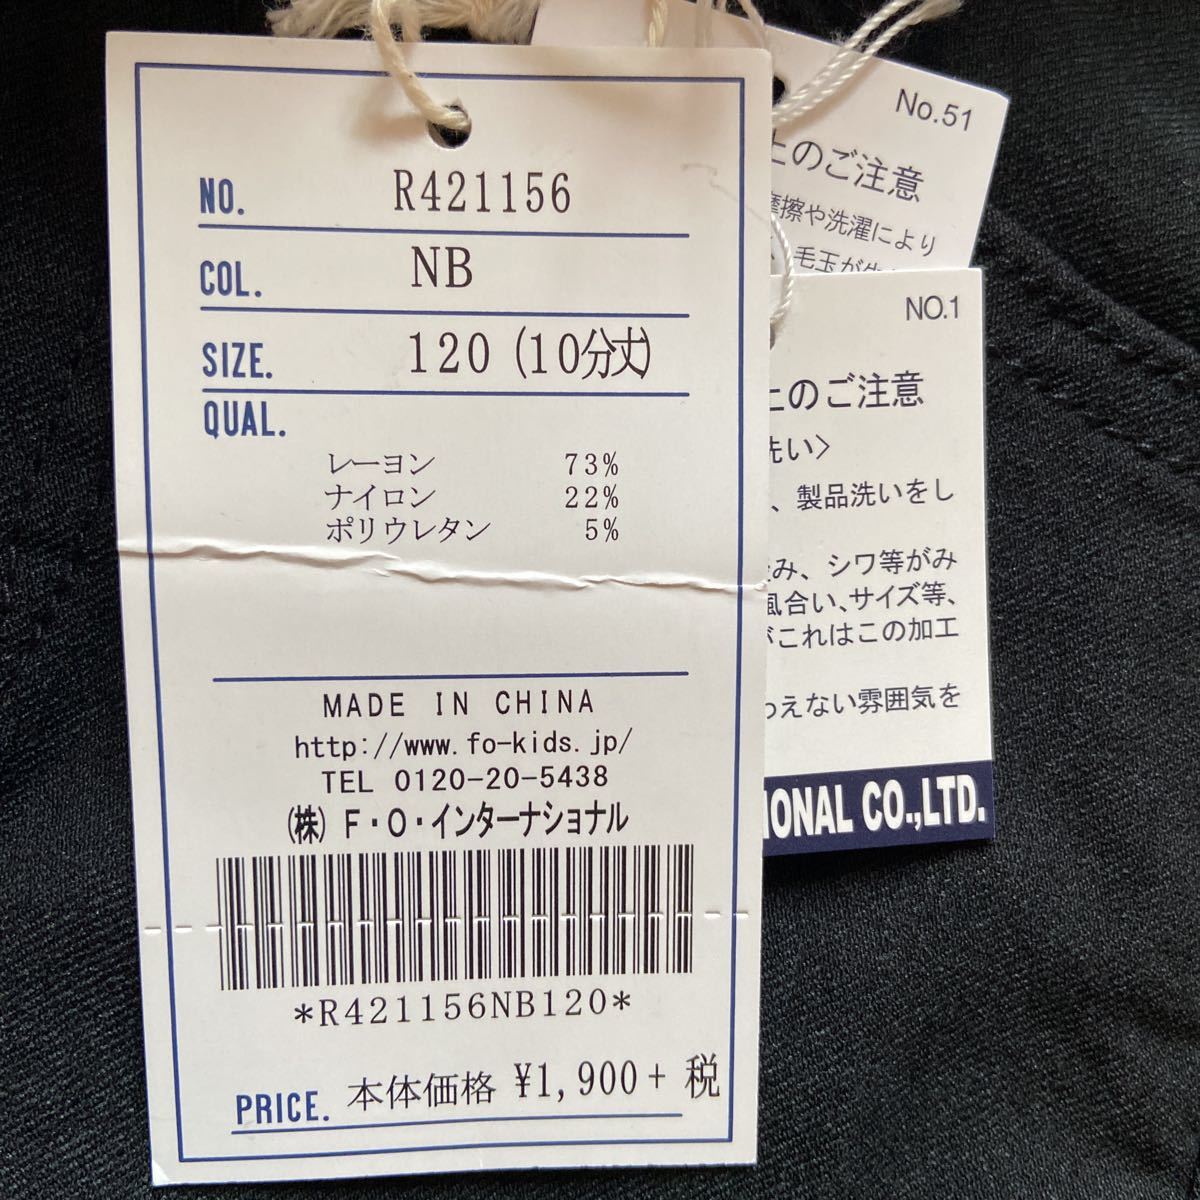 NO. R421156
COL. NB
SIZE. 120 (10分丈)
QUAL.
レーヨン 73%
ナイロン 22%
ポリウレタン 5%
MADE IN CHINA
http://www.fo-kids.jp/
TEL 0120-20-5438
(株) F・O・インターナショナル
*R421156NB120*
PRICE. 本体価格 ¥1,900+ 税
No.51
上のご注意
摩擦や洗濯により
毛玉が
NO.1
上のご注意
洗い〉
、製品洗いをし
み、シワ等がみ
風合い、サイズ等、
がこれはこの加工
わえない雰囲気を
IONAL CO.,LTD.